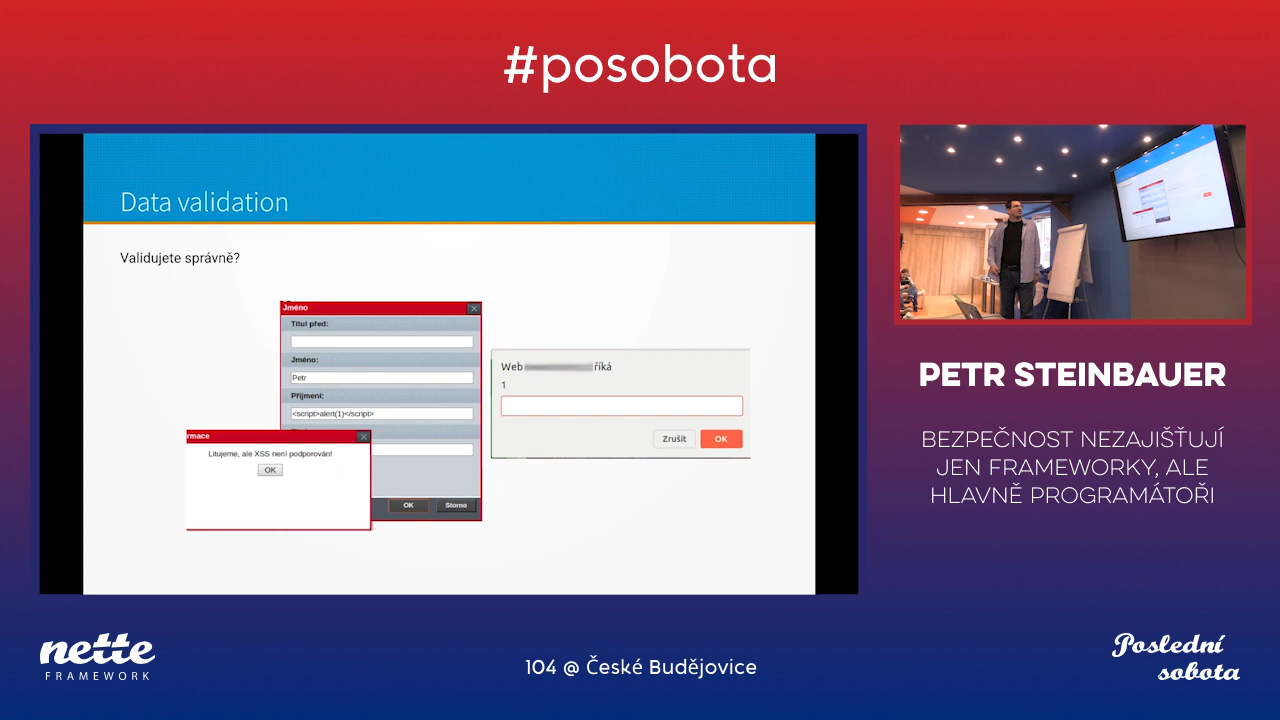 #posobota
Data validation
Validujete správně?
Jméno
Titul před:
Jméno:
Petr
Příjmení:
<script>alert(1)</script>
OK
Storno
rmace
Litujeme, ale XSS není podporován!
OK
Web říká
1
Zrušit
OK
PETR STEINBAUER
BEZPEČNOST NEZAJIŠŤUJÍ
JEN FRAMEWORKY, ALE
HLAVNĚ PROGRAMÁTOŘI
nette
FRAMEWORK
104 @ České Budějovice
Poslední
sobota